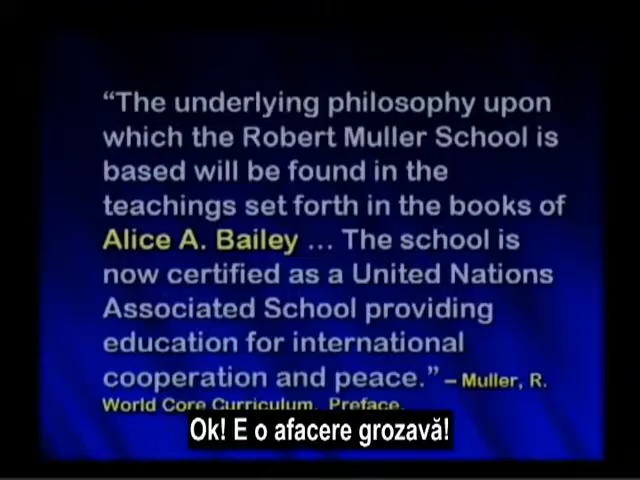 “The underlying philosophy upon
which the Robert Muller School is
based will be found in the
teachings set forth in the books of
Alice A. Bailey ... The school is
now certified as a United Nations
Associated School providing
education for international
cooperation and peace.” – Muller, R.
World Core Curriculum, Preface.
Ok! E o afacere grozavă!